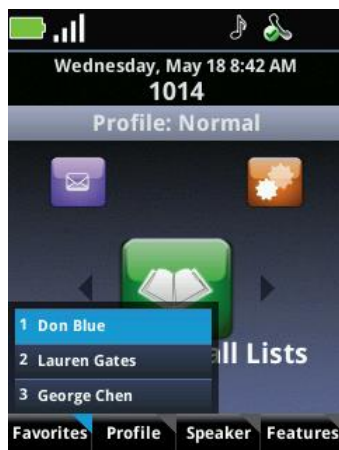 Wednesday, May 18 8:42 AM
1014
Profile: Normal
all Lists
1 Don Blue
2 Lauren Gates
3 George Chen
Favorites Profile Speaker Features